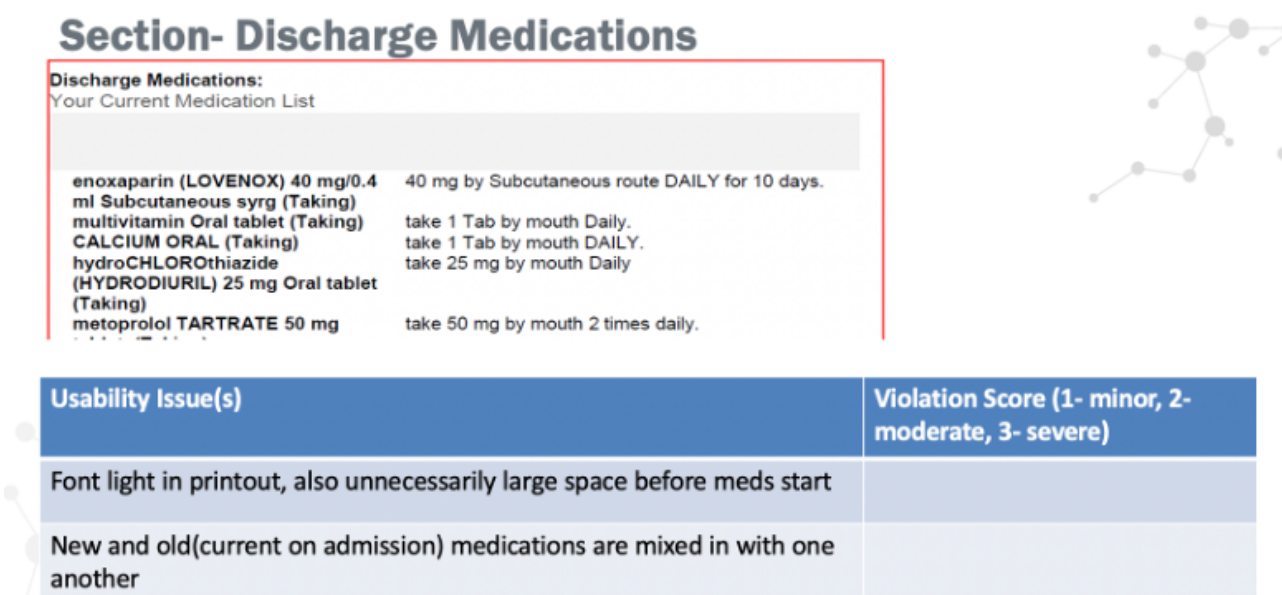 Section- Discharge Medications
Discharge Medications:
Your Current Medication List
enoxaparin (LOVENOX) 40 mg/0.4 40 mg by Subcutaneous route DAILY for 10 days.
ml Subcutaneous syrg (Taking)
multivitamin Oral tablet (Taking) take 1 Tab by mouth Daily.
CALCIUM ORAL (Taking) take 1 Tab by mouth DAILY.
hydroCHLOROthiazide take 25 mg by mouth Daily
(HYDRODIURIL) 25 mg Oral tablet
(Taking)
metoprolol TARTRATE 50 mg take 50 mg by mouth 2 times daily.
Usability Issue(s) Violation Score (1- minor, 2-
moderate, 3- severe)
Font light in printout, also unnecessarily large space before meds start
New and old(current on admission) medications are mixed in with one
another